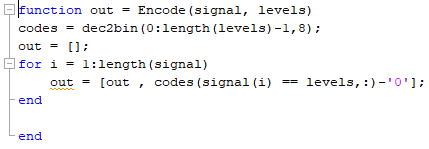 function out = Encode(signal, levels)
codes = dec2bin(0:length(levels)-1,8);
out = [];
for i = 1:length(signal)
out = [out , codes(signal(i) == levels,:)-'0'];
end
end